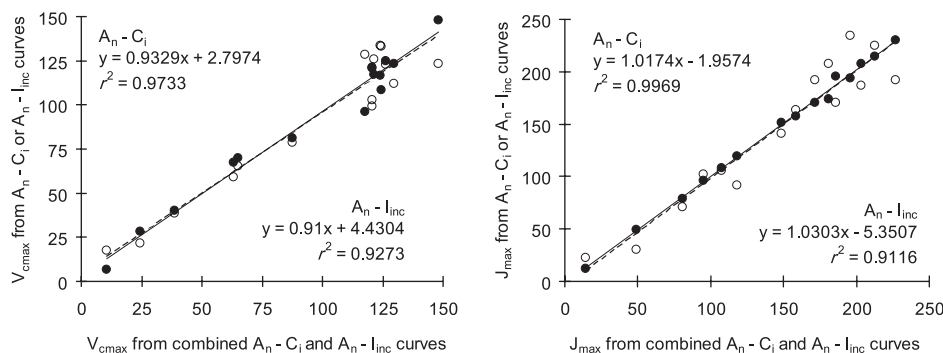 V_cmax from A_n - C_i or A_n - I_inc curves
150
125
100
75
50
25
0
A_n - C_i
y = 0.9329x + 2.7974
r² = 0.9733
A_n - I_inc
y = 0.91x + 4.4304
r² = 0.9273
0 25 50 75 100 125 150
V_cmax from combined A_n - C_i and A_n - I_inc curves
J_max from A_n - C_i or A_n - I_inc curves
250
200
150
100
50
0
A_n - C_i
y = 1.0174x - 1.9574
r² = 0.9969
A_n - I_inc
y = 1.0303x - 5.3507
r² = 0.9116
0 50 100 150 200 250
J_max from combined A_n - C_i and A_n - I_inc curves